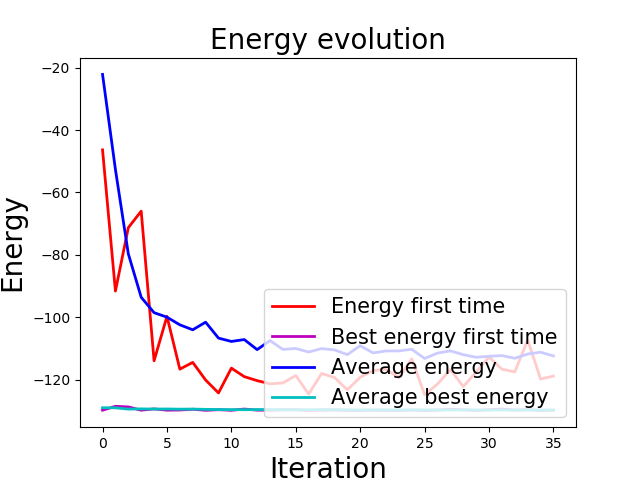 Energy evolution
−20
−40
−60
−80
−100
−120
Energy
Energy first time
Best energy first time
Average energy
Average best energy
0 5 10 15 20 25 30 35
Iteration